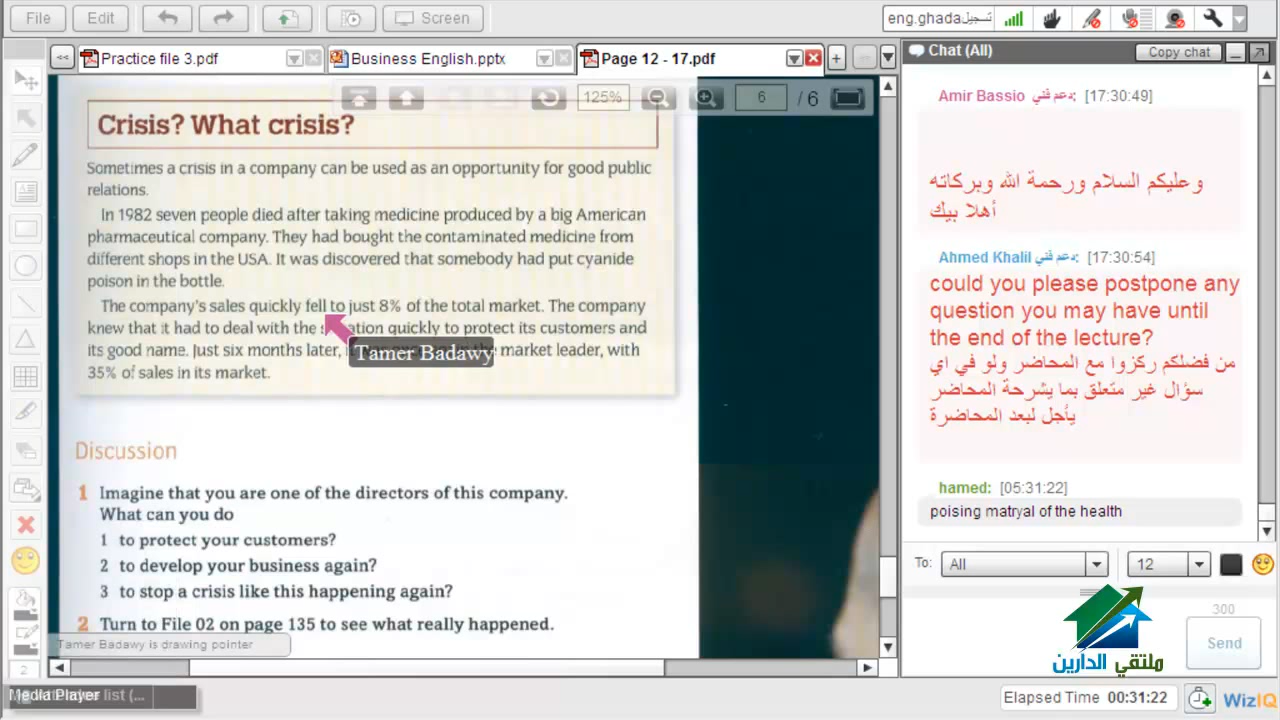 File
Edit
Screen
eng.ghada تسجيل
<<
Practice file 3.pdf
Business English.pptx
Page 12 - 17.pdf
125%
6 / 6
Crisis? What crisis?
Sometimes a crisis in a company can be used as an opportunity for good public
relations.
In 1982 seven people died after taking medicine produced by a big American
pharmaceutical company. They had bought the contaminated medicine from
different shops in the USA. It was discovered that somebody had put cyanide
poison in the bottle.
The company's sales quickly fell to just 8% of the total market. The company
knew that it had to deal with the quickly to protect its customers and
its good name. Just six months later, the market leader, with
35% of sales in its market.
Tamer Badawy
Discussion
1 Imagine that you are one of the directors of this company.
What can you do
1 to protect your customers?
2 to develop your business again?
3 to stop a crisis like this happening again?
2 Turn to File 02 on page 135 to see what really happened.
Tamer Badawy is drawing pointer
2
Media Player list (...
Chat (All)
Copy chat
Amir Bassio دعم فني: [17:30:49]
وعليكم السلام ورحمة الله وبركاته
أهلا بيك
Ahmed Khalil دعم فني: [17:30:54]
could you please postpone any
question you may have until
the end of the lecture?
من فضلكم ركزوا مع المحاضر ولو في اي
سؤال غير متعلق بما يشرحة المحاضر
يأجل لبعد المحاضرة
hamed: [05:31:22]
poising matryal of the health
To: All
12
300
Send
ملتقي الدارين
Elapsed Time 00:31:22
WizIQ